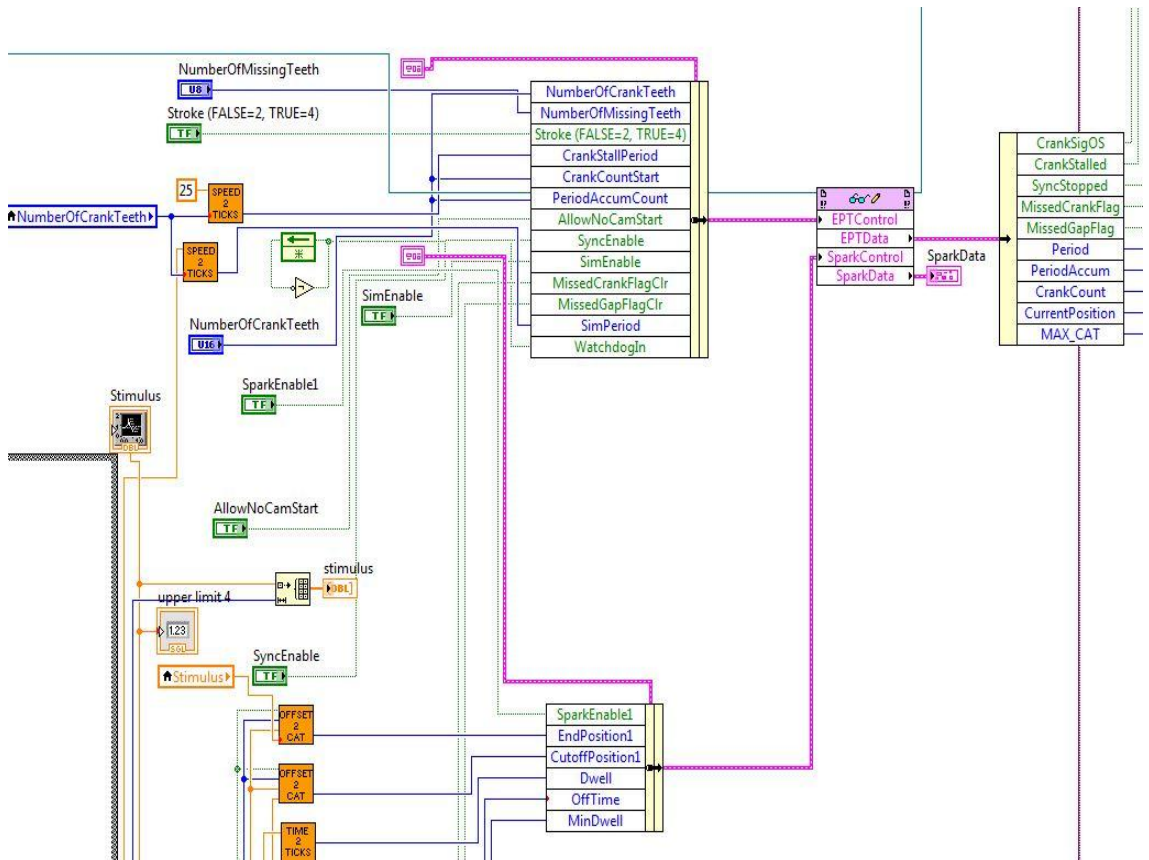 NumberOfMissingTeeth
U8
Stroke (FALSE=2, TRUE=4)
TF
25
SPEED
2
TICKS
NumberOfCrankTeeth
SPEED
2
TICKS
SimEnable
TF
NumberOfCrankTeeth
U16
SparkEnable1
TF
Stimulus
DBL
AllowNoCamStart
TF
stimulus
DBL
upper limit 4
1.23
SGL
SyncEnable
TF
Stimulus
OFFSET
2
CAT
OFFSET
2
CAT
TIME
2
TICKS
NumberOfCrankTeeth
NumberOfMissingTeeth
Stroke (FALSE=2, TRUE=4)
CrankStallPeriod
CrankCountStart
PeriodAccumCount
AllowNoCamStart
SyncEnable
SimEnable
MissedCrankFlagClr
MissedGapFlagClr
SimPeriod
WatchdogIn
SparkEnable1
EndPosition1
CutoffPosition1
Dwell
OffTime
MinDwell
EPTControl
EPTData
SparkControl
SparkData
SparkData
CrankSigOS
CrankStalled
SyncStopped
MissedCrankFlag
MissedGapFlag
Period
PeriodAccum
CrankCount
CurrentPosition
MAX_CAT